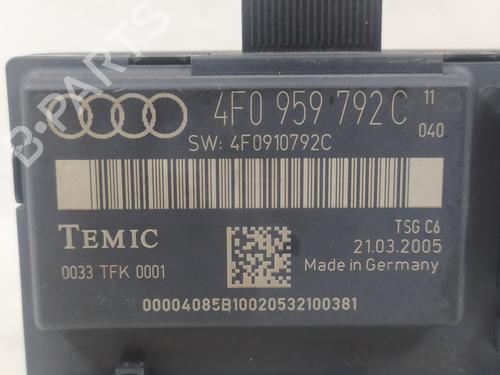 4F0 959 792C 11
040
SW: 4F0910792C
TEMIC
TSG C6
21.03.2005
0033 TFK 0001
Made in Germany
00004085B10020532100381
B-PARTS